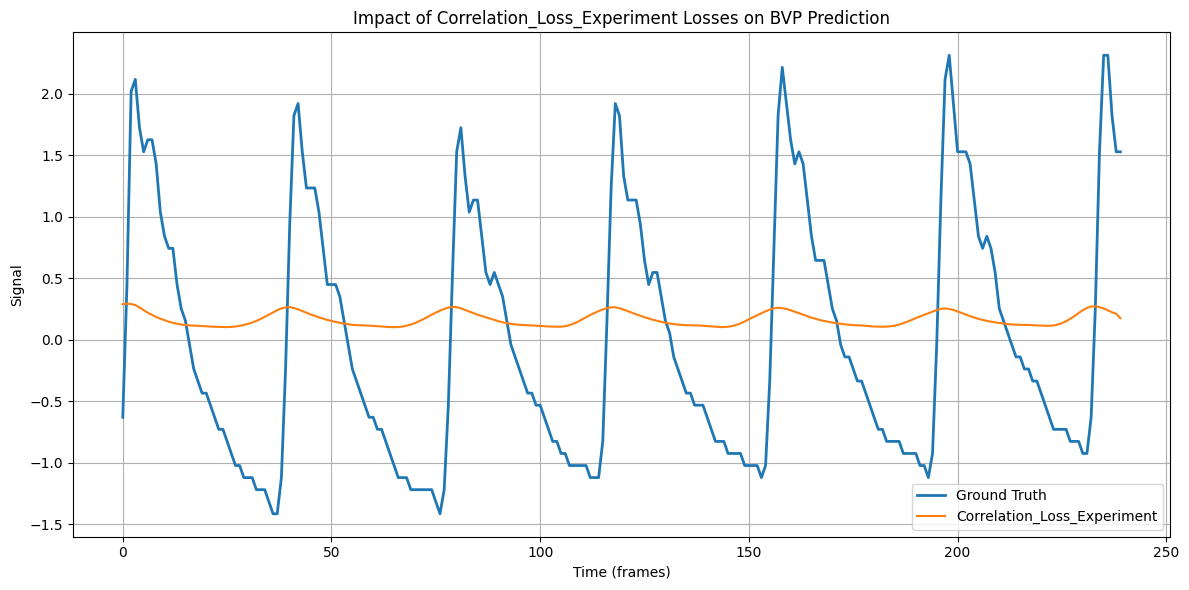 Impact of Correlation_Loss_Experiment Losses on BVP Prediction
Signal
2.0
1.5
1.0
0.5
0.0
−0.5
−1.0
−1.5
Ground Truth
Correlation_Loss_Experiment
0 50 100 150 200 250
Time (frames)